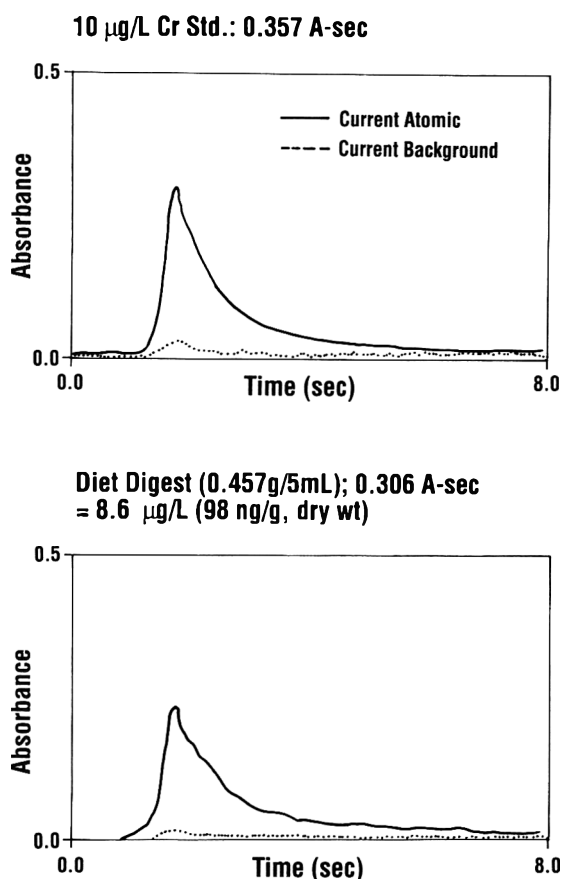 10 μg/L Cr Std.: 0.357 A-sec
0.5
Current Atomic
Current Background
Absorbance
0.0
0.0
8.0
Time (sec)
Diet Digest (0.457g/5mL); 0.306 A-sec
= 8.6 μg/L (98 ng/g, dry wt)
0.5
Absorbance
0.0
0.0
8.0
Time (sec)